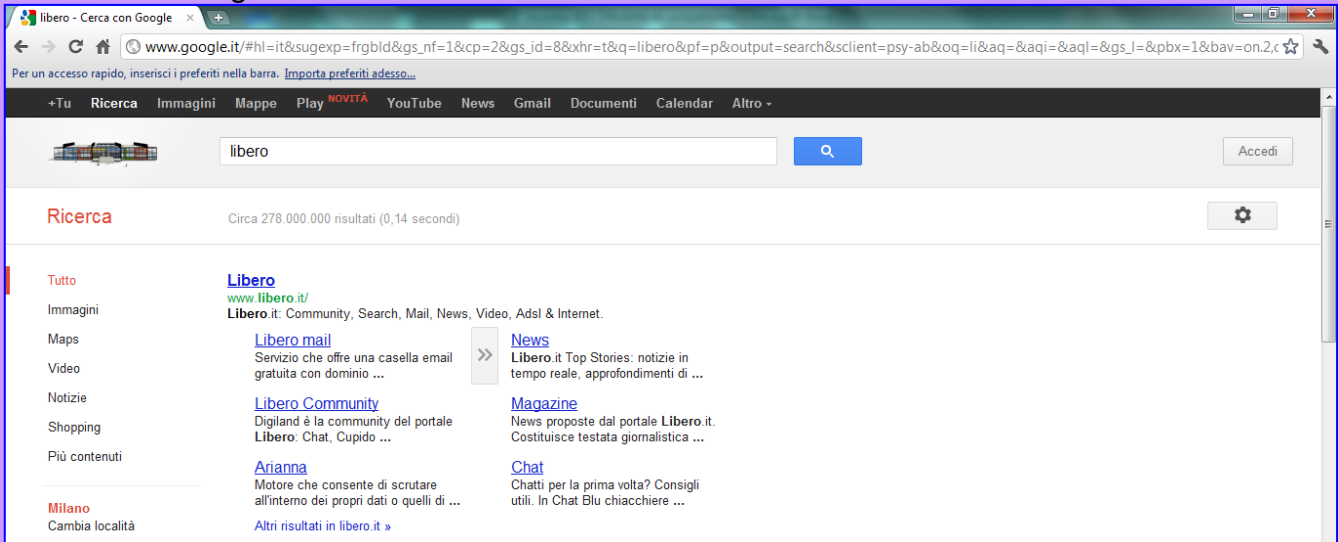 libero - Cerca con Google
www.google.it/#hl=it&sugexp=frgbld&gs_nf=1&cp=2&gs_id=8&xhr=t&q=libero&pf=p&output=search&sclient=psy-ab&oq=li&aq=&aqi=&aql=&gs_l=&pbx=1&bav=on.2,c
Per un accesso rapido, inserisci i preferiti nella barra. Importa preferiti adesso...
+Tu Ricerca Immagini Mappe Play NOVITÀ YouTube News Gmail Documenti Calendar Altro
libero
Accedi
Ricerca
Circa 278.000.000 risultati (0,14 secondi)
Tutto
Immagini
Maps
Video
Notizie
Shopping
Più contenuti
Milano
Cambia località
Libero
www.libero.it/
Libero.it: Community, Search, Mail, News, Video, Adsl & Internet.
Libero mail
Servizio che offre una casella email
gratuita con dominio ...
News
Libero.it Top Stories: notizie in
tempo reale, approfondimenti di ...
Libero Community
Digiland è la community del portale
Libero: Chat, Cupido ...
Magazine
News proposte dal portale Libero.it.
Costituisce testata giornalistica ...
Arianna
Motore che consente di scrutare
all'interno dei propri dati o quelli di ...
Chat
Chatti per la prima volta? Consigli
utili. In Chat Blu chiacchiere ...
Altri risultati in libero.it »